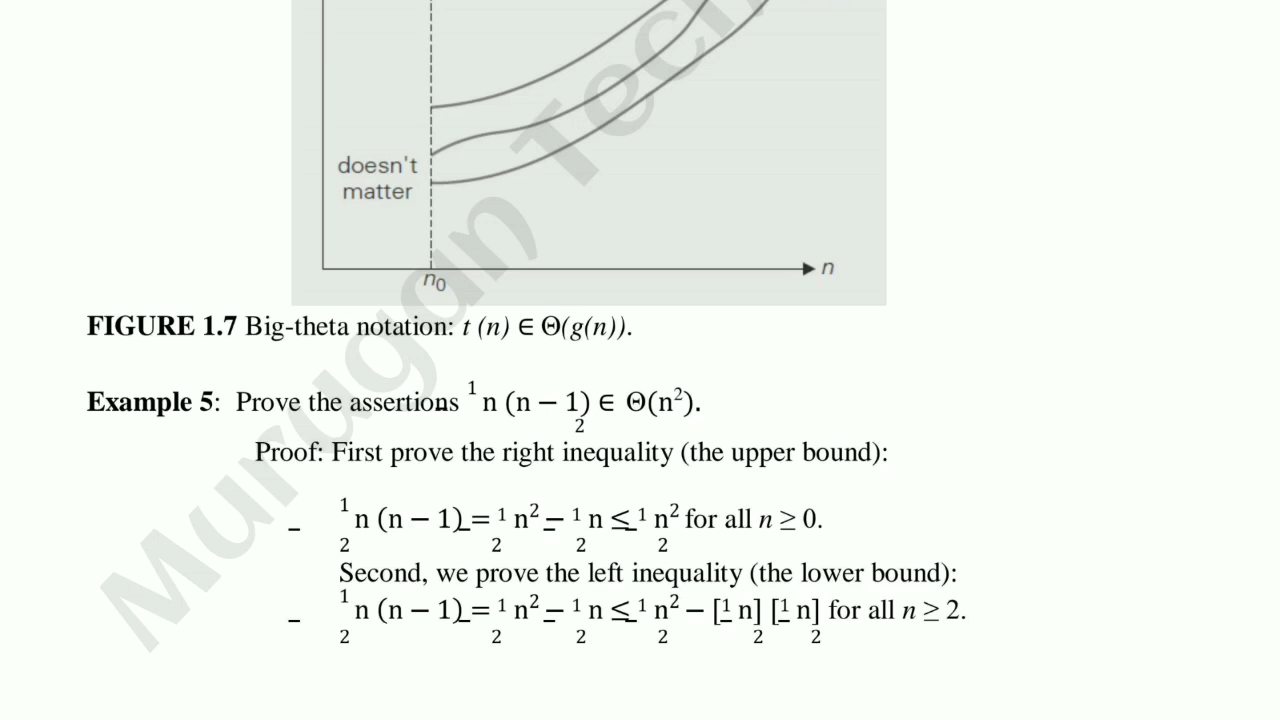 doesn't
matter
n
n₀
FIGURE 1.7 Big-theta notation: t (n) ∈ Θ(g(n)).
Example 5: Prove the assertions ½ n (n − 1) ∈ Θ(n²).
Proof: First prove the right inequality (the upper bound):
½ n (n − 1) = ½ n² − ½ n ≤ ½ n² for all n ≥ 0.
Second, we prove the left inequality (the lower bound):
½ n (n − 1) = ½ n² − ½ n ≤ ½ n² − [½ n] [½ n] for all n ≥ 2.
Murugan Tech